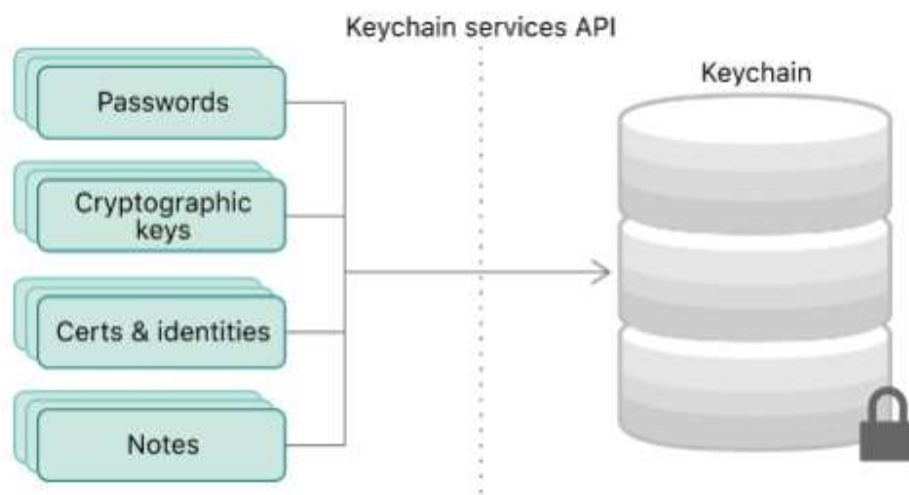 Keychain services API
Keychain
Passwords
Cryptographic
keys
Certs & identities
Notes